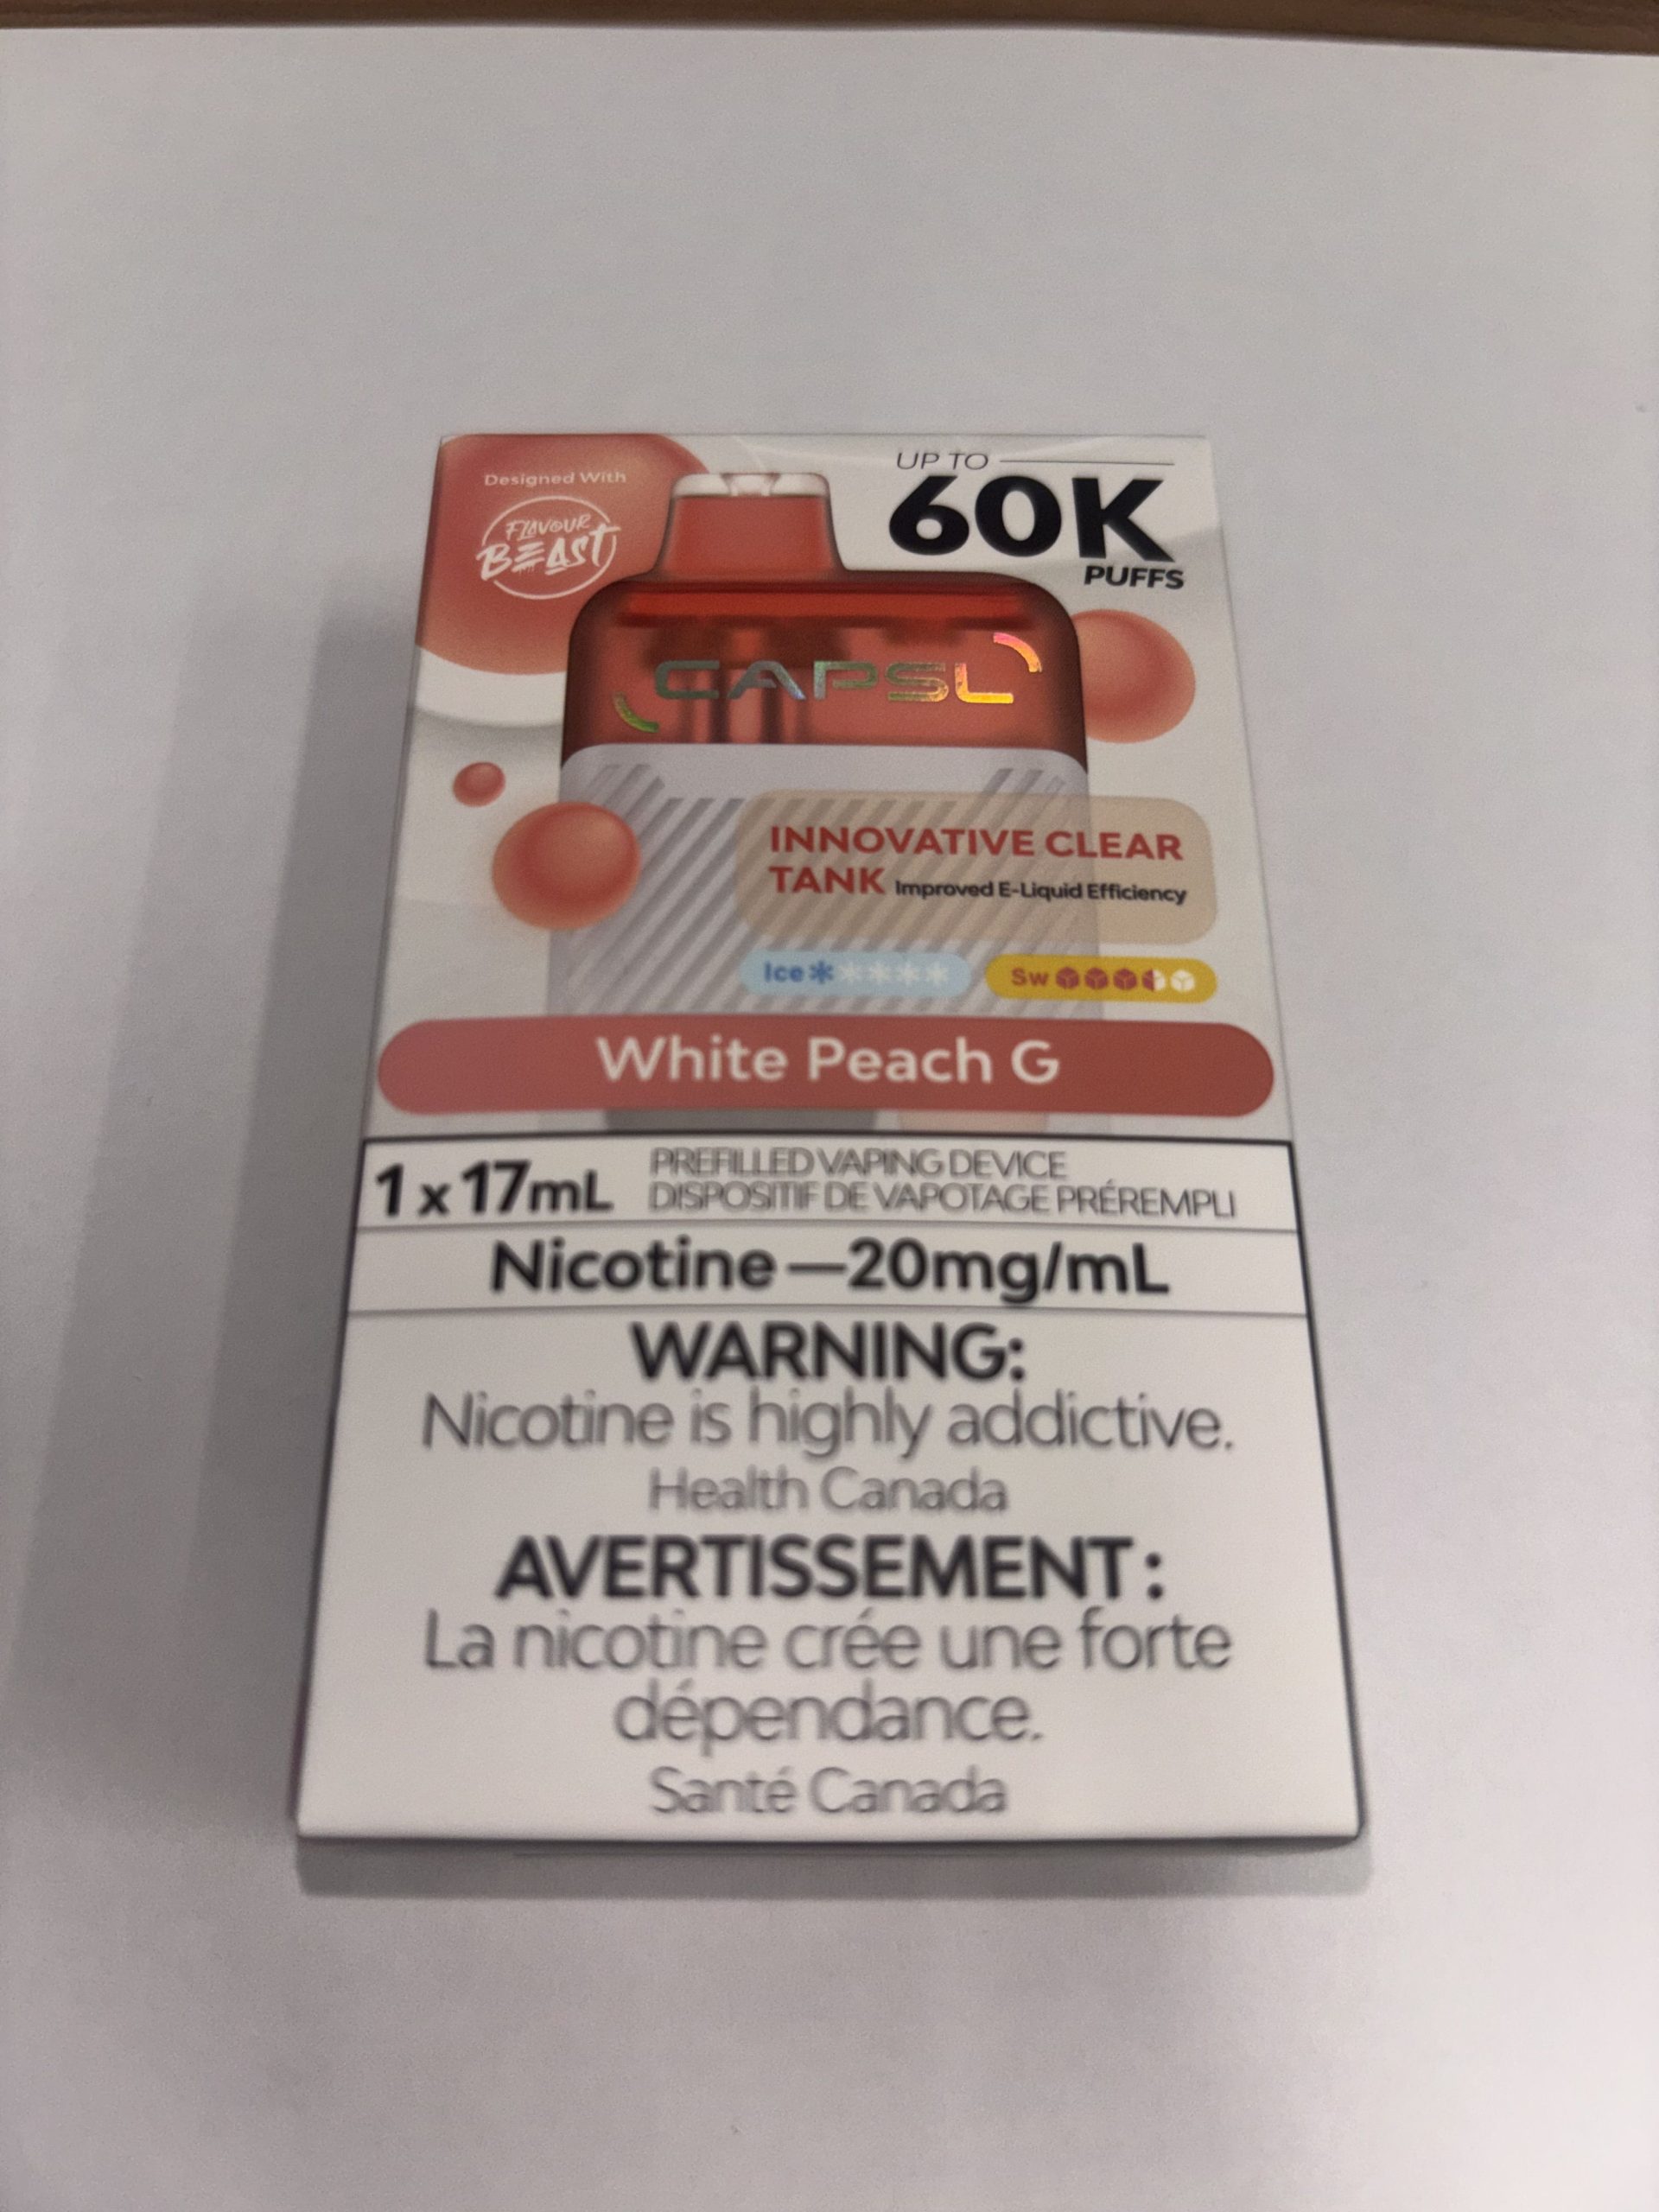 Designed With
FLAVOUR
BEAST
UP TO
60K
PUFFS
CAPSL
INNOVATIVE CLEAR
TANK Improved E-Liquid Efficiency
Ice
Sw
White Peach G
1 x 17mL
PREFILLED VAPING DEVICE
DISPOSITIF DE VAPOTAGE PRÉREMPLI
Nicotine—20mg/mL
WARNING:
Nicotine is highly addictive.
Health Canada
AVERTISSEMENT :
La nicotine crée une forte
dépendance.
Santé Canada